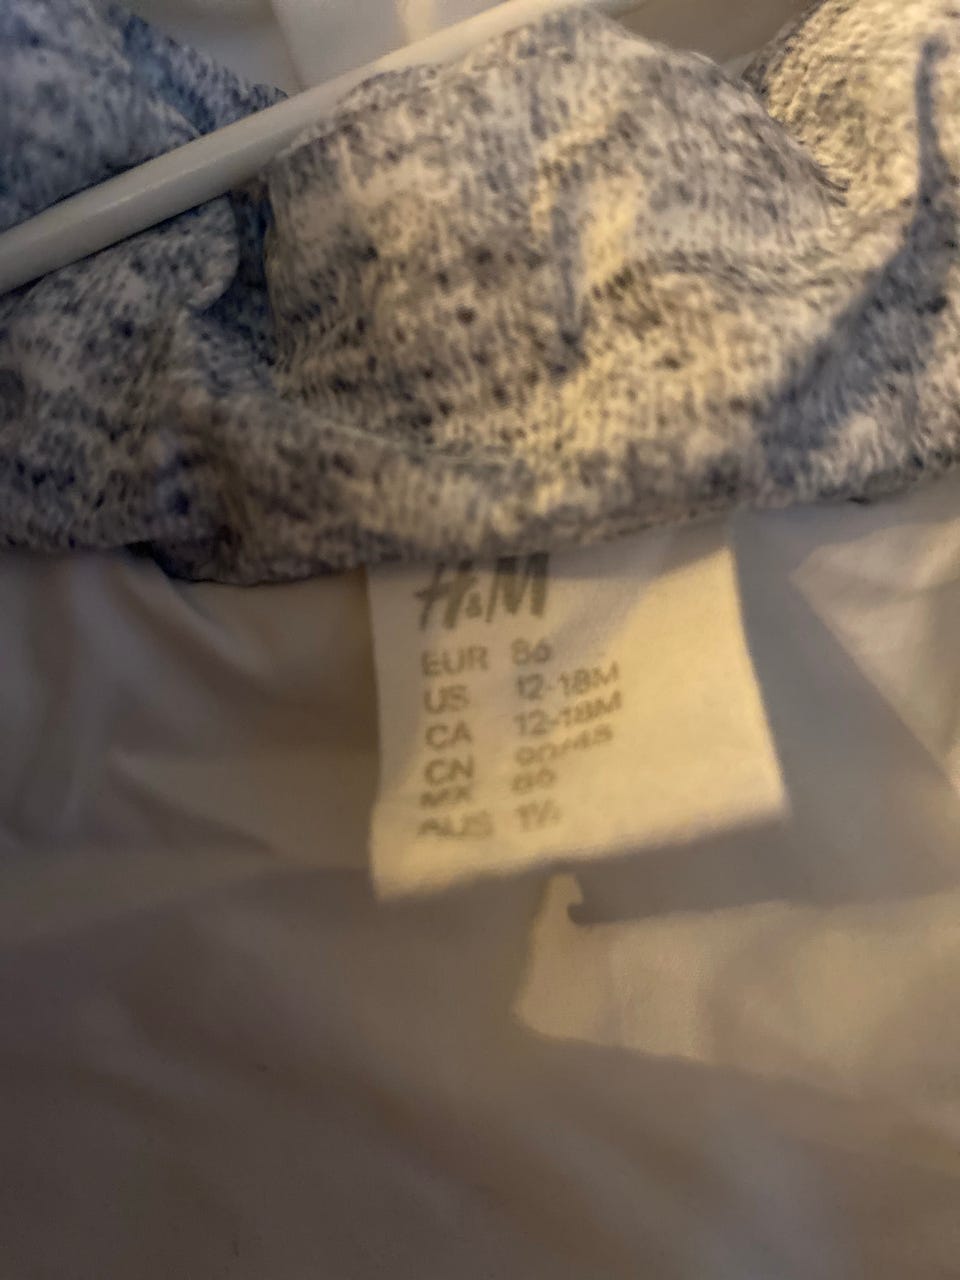 H&M
EUR 86
US 12-18M
CA 12-18M
CN 90/48
MX 86
AUS 1½